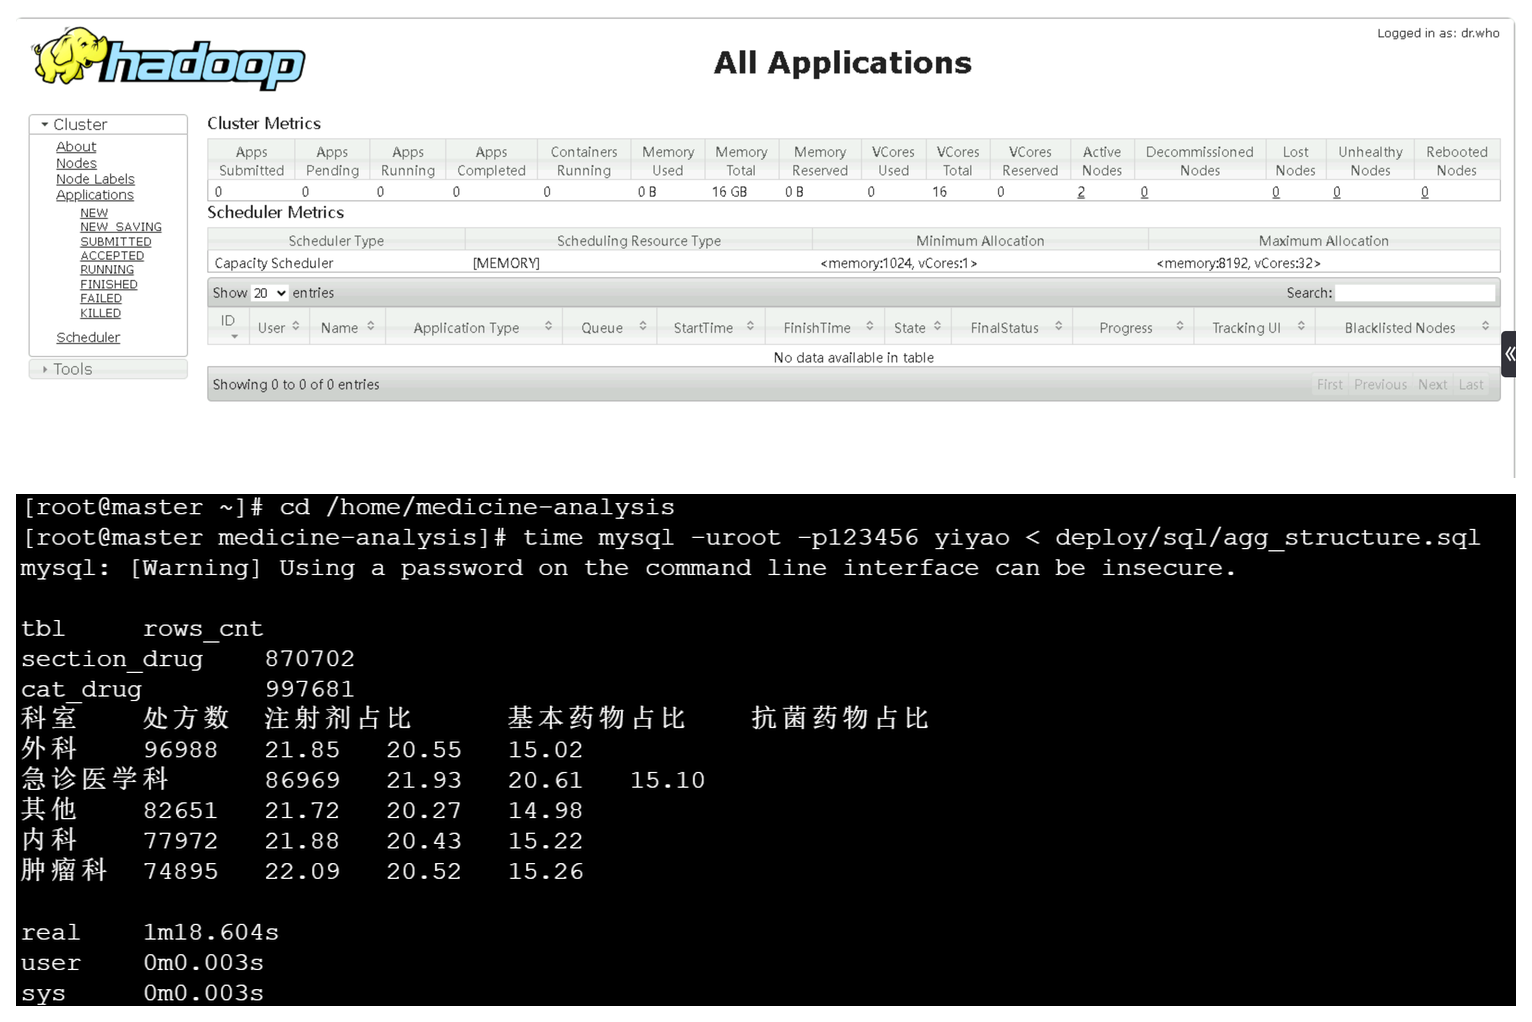 hadoop
Logged in as: dr.who
All Applications
Cluster
About
Nodes
Node Labels
Applications
NEW
NEW_SAVING
SUBMITTED
ACCEPTED
RUNNING
FINISHED
FAILED
KILLED
Scheduler
Tools
Cluster Metrics
Apps Submitted Apps Pending Apps Running Apps Completed Containers Running Memory Used Memory Total Memory Reserved VCores Used VCores Total VCores Reserved Active Nodes Decommissioned Nodes Lost Nodes Unhealthy Nodes Rebooted Nodes
0 0 0 0 0 0 B 16 GB 0 B 0 16 0 2 0 0 0 0
Scheduler Metrics
Scheduler Type Scheduling Resource Type Minimum Allocation Maximum Allocation
Capacity Scheduler [MEMORY] <memory:1024, vCores:1> <memory:8192, vCores:32>
Show 20 entries Search:
ID User Name Application Type Queue StartTime FinishTime State FinalStatus Progress Tracking UI Blacklisted Nodes
No data available in table
Showing 0 to 0 of 0 entries First Previous Next Last
[root@master ~]# cd /home/medicine-analysis
[root@master medicine-analysis]# time mysql -uroot -p123456 yiyao < deploy/sql/agg_structure.sql
mysql: [Warning] Using a password on the command line interface can be insecure.
tbl rows_cnt
section_drug 870702
cat_drug 997681
科室 处方数 注射剂占比 基本药物占比 抗菌药物占比
外科 96988 21.85 20.55 15.02
急诊医学科 86969 21.93 20.61 15.10
其他 82651 21.72 20.27 14.98
内科 77972 21.88 20.43 15.22
肿瘤科 74895 22.09 20.52 15.26
real 1m18.604s
user 0m0.003s
sys 0m0.003s